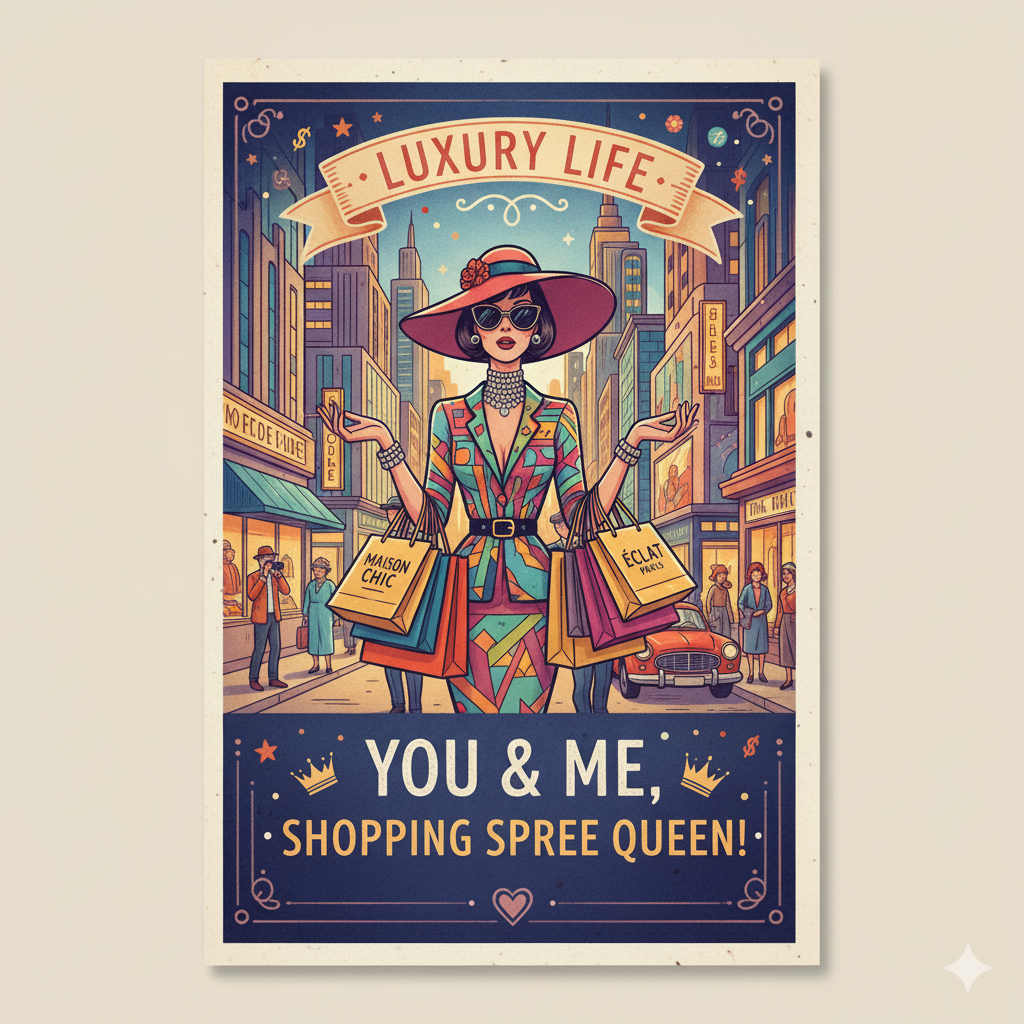 LUXURY LIFE
MAISON
CHIC
ÉCLAT
PARIS
YOU & ME,
SHOPPING SPREE QUEEN!